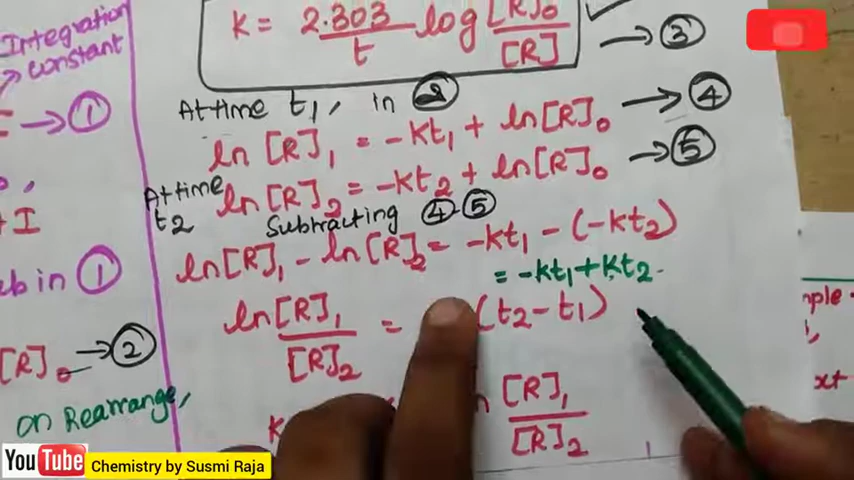 Integration
constant
→ ①
+ I
sub in ①
[R]₀ → ②
on Rearrange,
K = 2.303/t log [R]₀/[R] → ③
At time t₁, in ②
ln [R]₁ = -Kt₁ + ln [R]₀ → ④
At time t₂
ln [R]₂ = -Kt₂ + ln [R]₀ → ⑤
Subtracting ④-⑤
ln [R]₁ - ln [R]₂ = -Kt₁ - (-Kt₂)
= -Kt₁ + Kt₂
ln [R]₁/[R]₂ = (t₂ - t₁)
K [R]₁/[R]₂
YouTube Chemistry by Susmi Raja